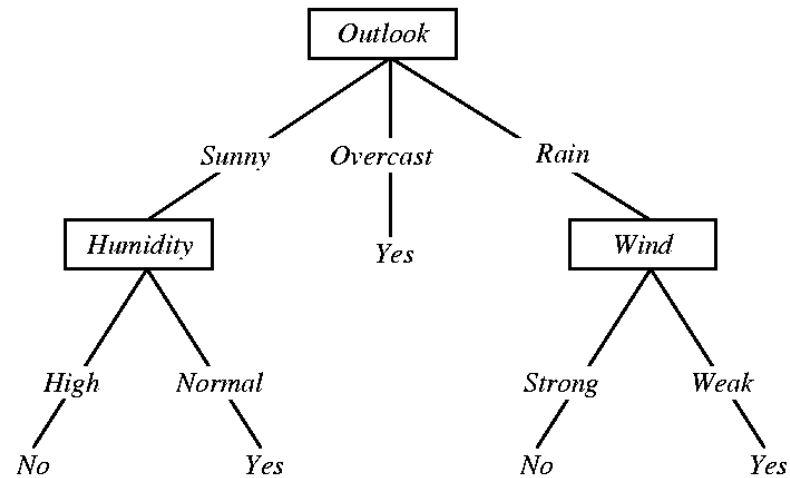 Outlook
Sunny Overcast Rain
Humidity Yes Wind
High Normal Strong Weak
No Yes No Yes